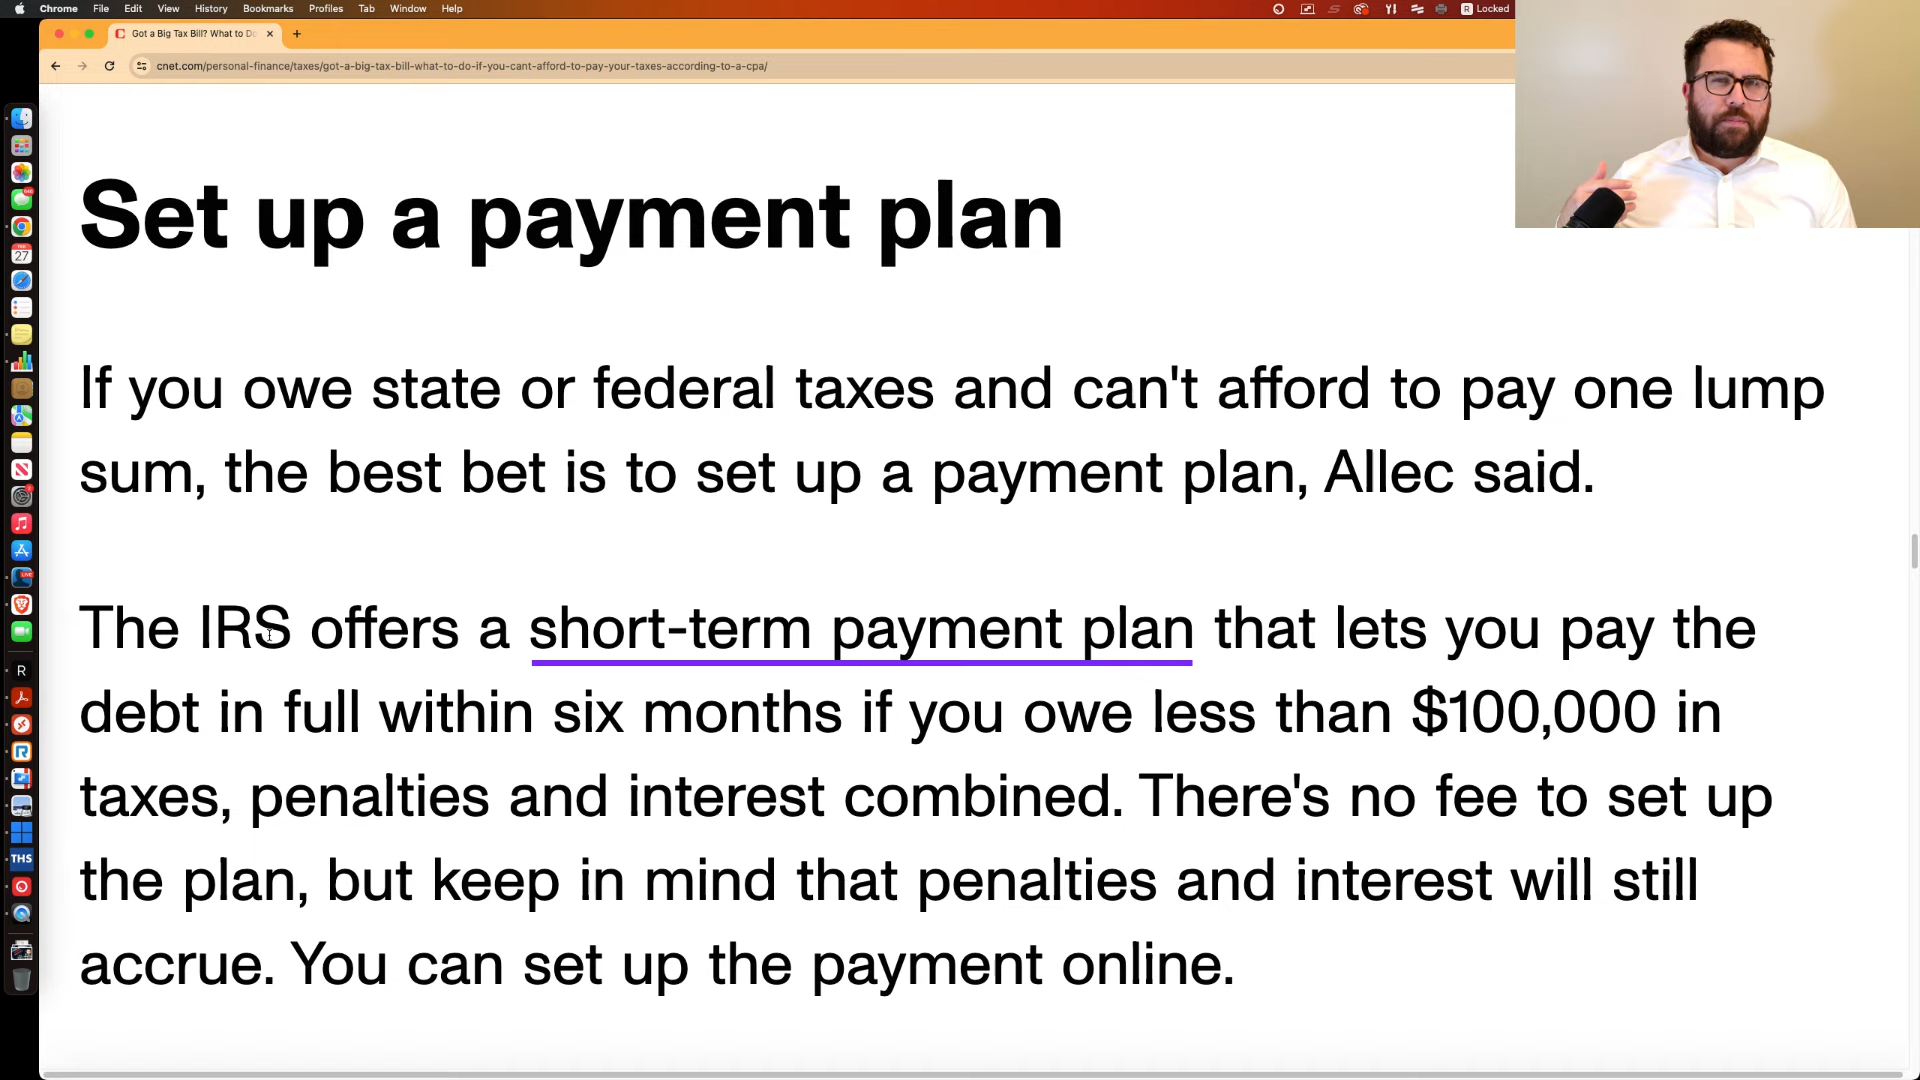 Chrome File Edit View History Bookmarks Profiles Tab Window Help Locked
Got a Big Tax Bill? What to Do
cnet.com/personal-finance/taxes/got-a-big-tax-bill-what-to-do-if-you-cant-afford-to-pay-your-taxes-according-to-a-cpa/
Set up a payment plan
If you owe state or federal taxes and can't afford to pay one lump
sum, the best bet is to set up a payment plan, Allec said.
The IRS offers a short-term payment plan that lets you pay the
debt in full within six months if you owe less than $100,000 in
taxes, penalties and interest combined. There's no fee to set up
the plan, but keep in mind that penalties and interest will still
accrue. You can set up the payment online.
27
THS